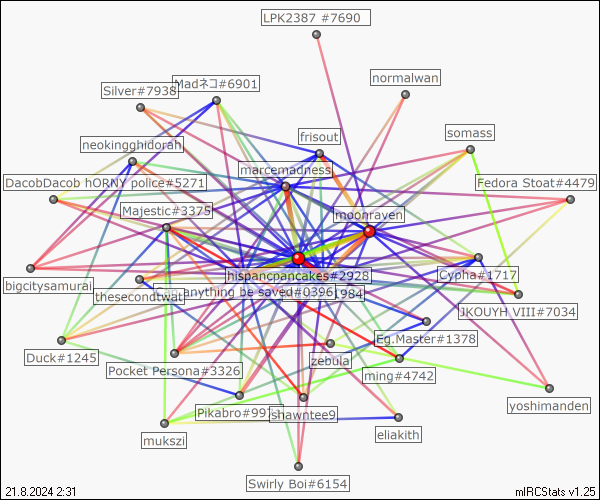 LPK2387 #7690
normalwan
Madネコ#6901
Silver#7938
frisout
somass
neokingghidorah
marcemadness
DacobDacob hORNY police#5271
Fedora Stoat#4479
Majestic#3375
moonraven
hispancpancakes#2928
Cypha#1717
bigcitysamurai
thesecondtwat
anything be saved#0396
1984
JKOUYH VIII#7034
Eg.Master#1378
Duck#1245
zebula
Pocket Persona#3326
ming#4742
yoshimanden
Pikabro#99
shawntee9
mukszi
eliakith
Swirly Boi#6154
21.8.2024 2:31
mIRCStats v1.25